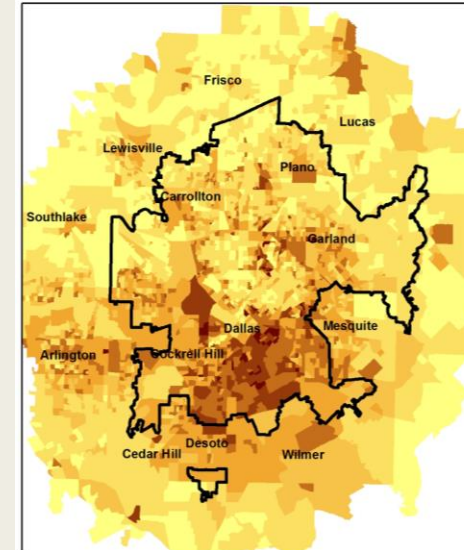 Frisco
Lucas
Lewisville
Plano
Carrollton
Southlake
Garland
Dallas
Mesquite
Arlington
Cockrell Hill
Desoto
Cedar Hill
Wilmer